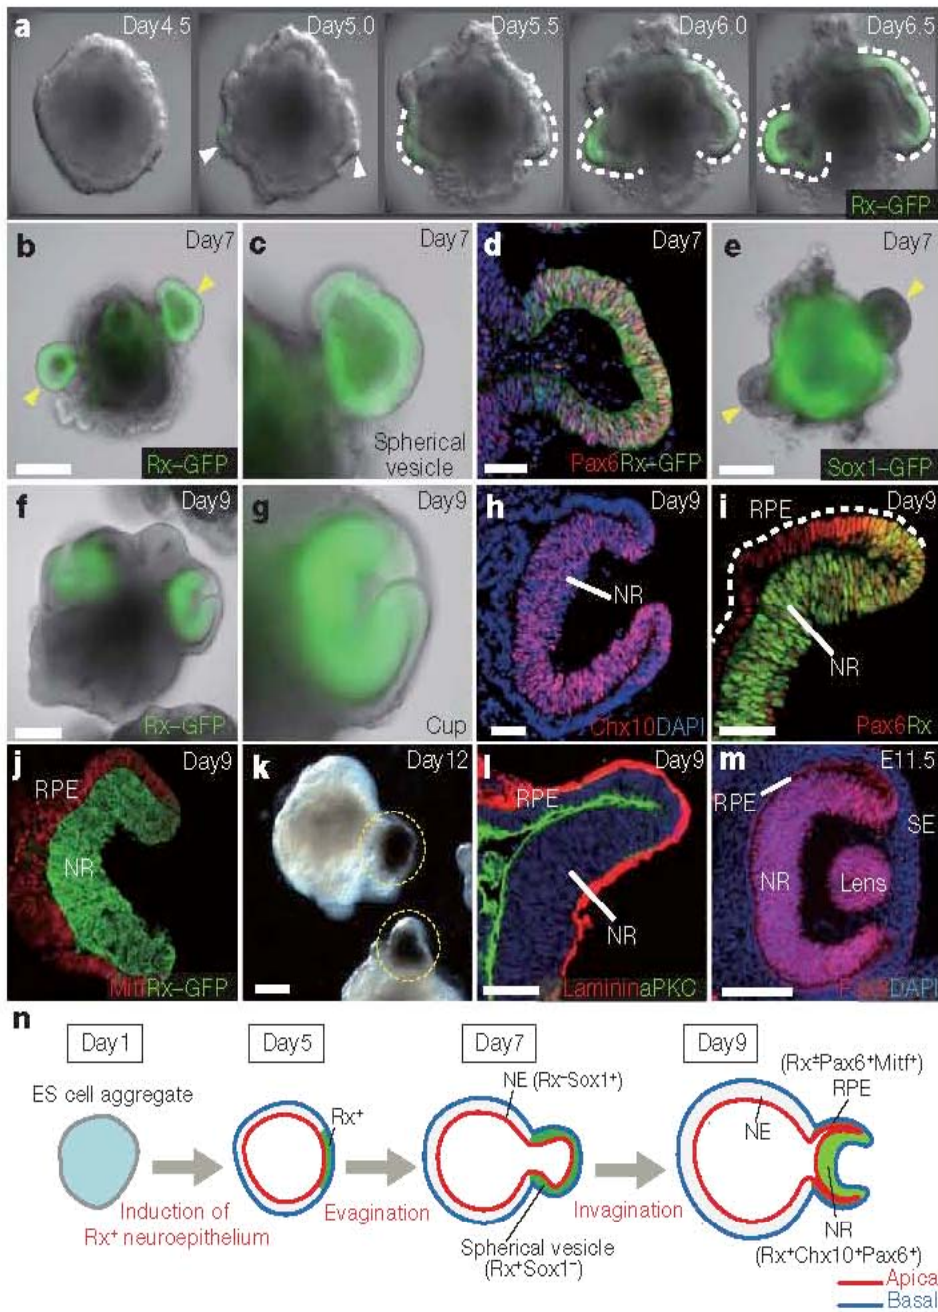 a Day4.5 Day5.0 Day5.5 Day6.0 Day6.5
Rx–GFP
b Day7 c Day7 d Day7 e Day7
Rx–GFP
Spherical
vesicle
Pax6Rx–GFP
Sox1–GFP
f Day9 g Day9 h Day9 i Day9
RPE
NR
NR
Rx–GFP
Cup
Chx10DAPI
Pax6Rx
j Day9 k Day12 l Day9 m E11.5
RPE
RPE
RPE
SE
NR
NR
Lens
NR
MitfRx–GFP
LamininaPKC
DAPI
n
Day1 Day5 Day7 Day9
ES cell aggregate
Rx⁺
NE (Rx⁻Sox1⁺)
(Rx±Pax6⁺Mitf⁺)
RPE
NE
Induction of
Rx⁺ neuroepithelium
Evagination
Invagination
Spherical vesicle
(Rx⁺Sox1⁻)
NR
(Rx⁺Chx10⁺Pax6⁺)
Apica
Basal